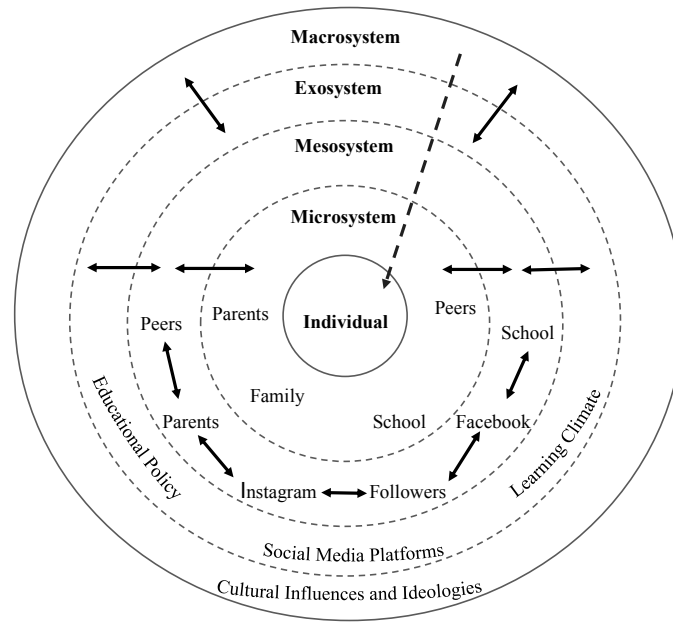 Macrosystem
Exosystem
Mesosystem
Microsystem
Individual
Parents
Peers
Peers
School
Family
Parents
School
Facebook
Instagram
Followers
Educational Policy
Learning Climate
Social Media Platforms
Cultural Influences and Ideologies